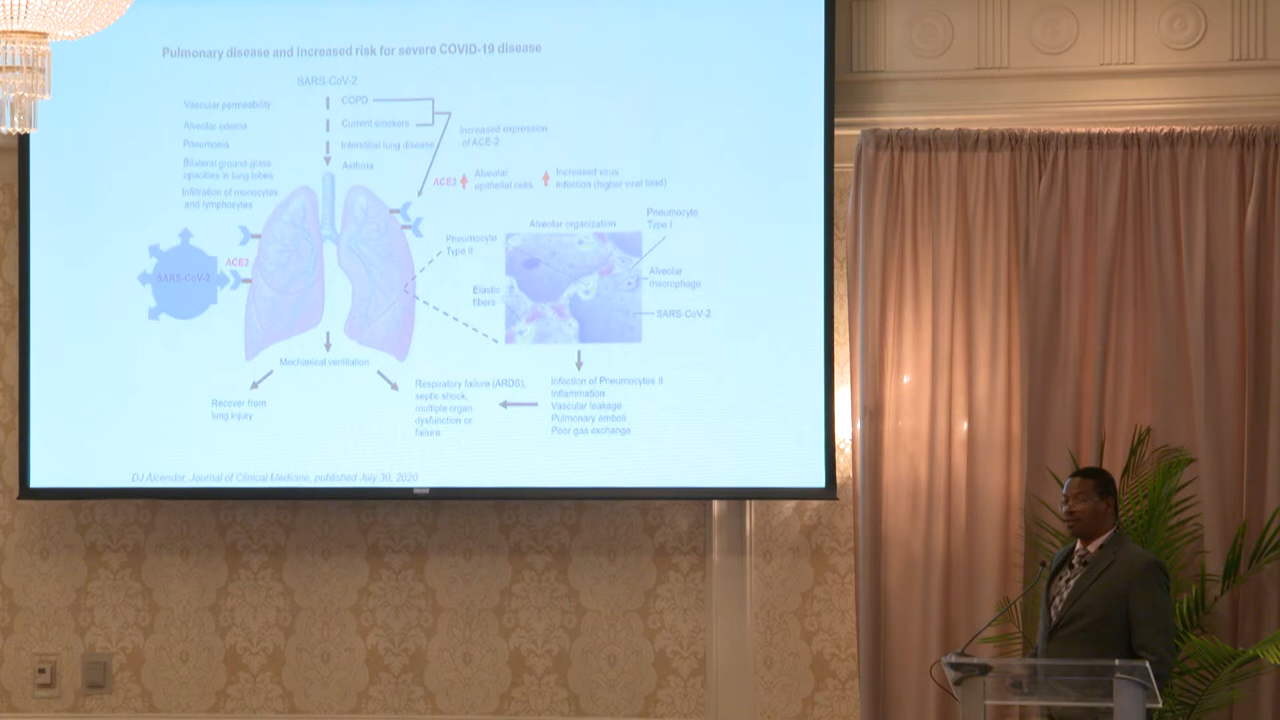 Pulmonary disease and increased risk for severe COVID-19 disease
SARS-CoV-2
Vascular permeability
Alveolar edema
Pneumonia
Bilateral ground glass
opacities in lung lobes
Infiltration of monocytes
and lymphocytes
COPD
Current smokers
Interstitial lung disease
Asthma
Increased expression
of ACE-2
ACE2
Alveolar
epithelial cells
Increased virus
infection (higher viral load)
SARS-CoV-2
ACE2
Pneumocyte
Type II
Elastic
fibers
Alveolar organization
Pneumocyte
Type I
Alveolar
macrophage
SARS-CoV-2
Mechanical ventilation
Recover from
lung injury
Respiratory failure (ARDS),
septic shock,
multiple organ
dysfunction or
failure
Infection of Pneumocytes II
Inflammation
Vascular leakage
Pulmonary emboli
Poor gas exchange
DJ Alcendor, Journal of Clinical Medicine, published July 30, 2020